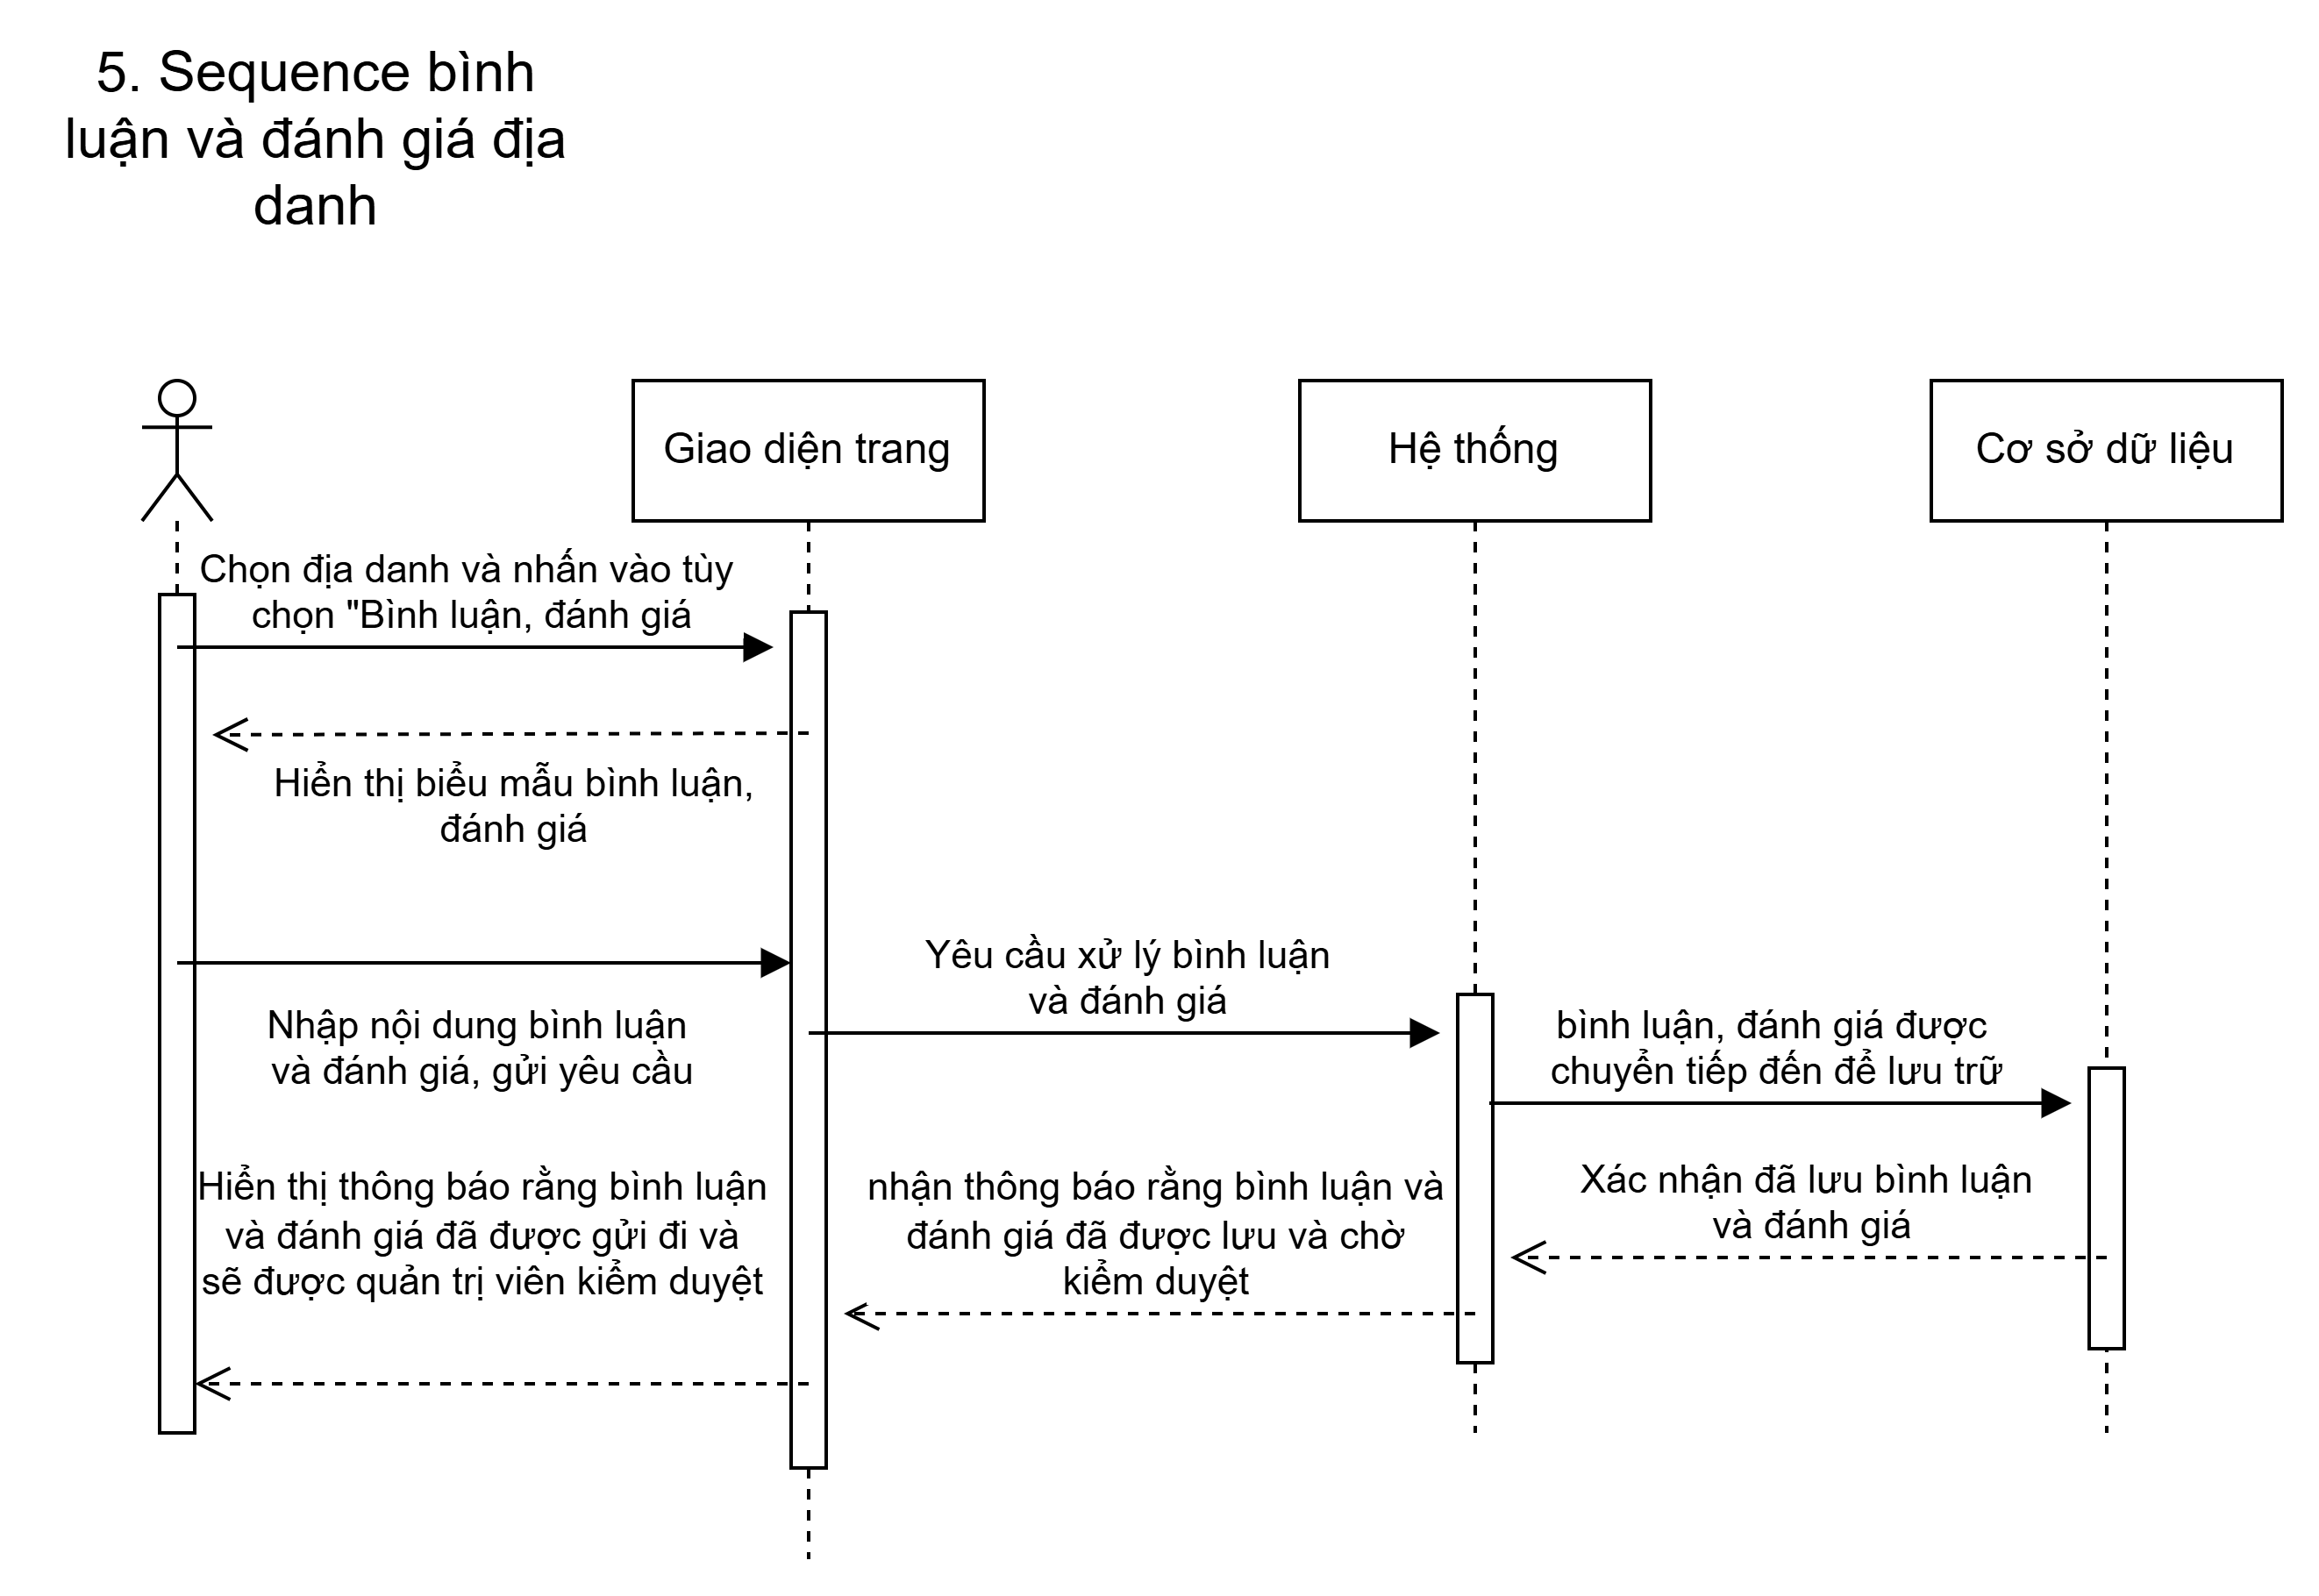 5. Sequence bình
luận và đánh giá địa
danh
Giao diện trang
Hệ thống
Cơ sở dữ liệu
Chọn địa danh và nhấn vào tùy
chọn "Bình luận, đánh giá
Hiển thị biểu mẫu bình luận,
đánh giá
Yêu cầu xử lý bình luận
và đánh giá
Nhập nội dung bình luận
và đánh giá, gửi yêu cầu
bình luận, đánh giá được
chuyển tiếp đến để lưu trữ
Hiển thị thông báo rằng bình luận
và đánh giá đã được gửi đi và
sẽ được quản trị viên kiểm duyệt
nhận thông báo rằng bình luận và
đánh giá đã được lưu và chờ
kiểm duyệt
Xác nhận đã lưu bình luận
và đánh giá